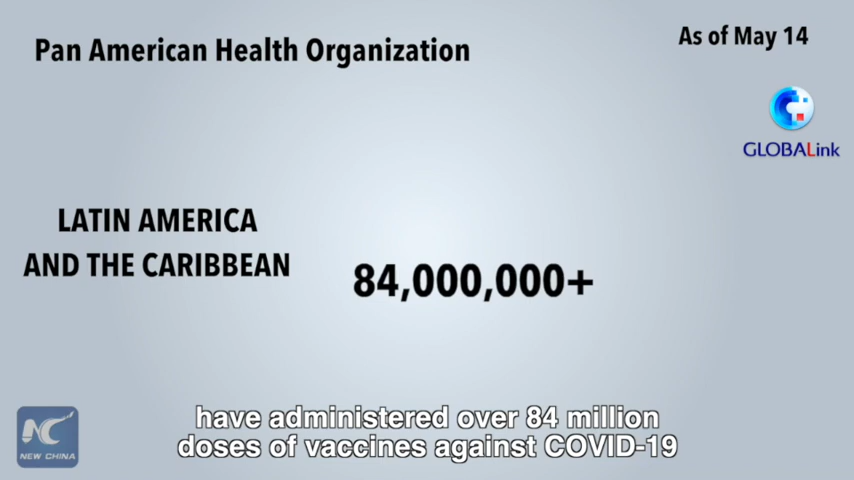 Pan American Health Organization
As of May 14
GLOBALink
LATIN AMERICA
AND THE CARIBBEAN
84,000,000+
have administered over 84 million
doses of vaccines against COVID-19
NC
NEW CHINA